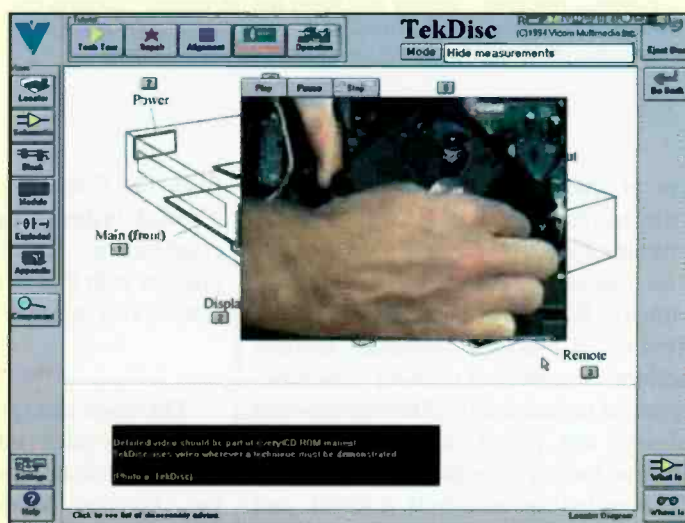 Tutorial
Tech Tour
Repair
Alignment
Operation
TekDisc
(C)1994 Vicom Multimedia Inc.
Mode
Hide measurements
Eject Disc
Go Back
Views
Locator
Schematic
Block
Module
Exploded
Appendix
Component
Settings
Help
Power
Play
Pause
Stop
Main (front)
1
Display
Remote
Detailed video should be part of every CD ROM manual
TekDisc uses video wherever a technique must be demonstrated
(Photo a TekDisc)
Click to see list of disassembly advice.
Locator Diagram
What is
Where is